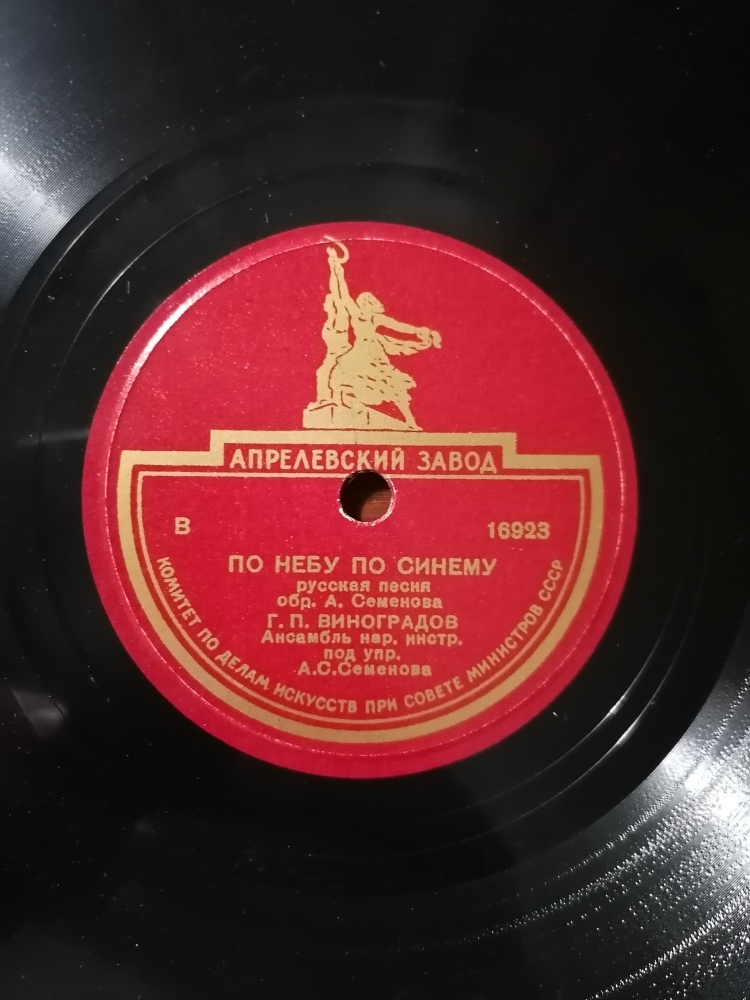 АПРЕЛЕВСКИЙ ЗАВОД
В 16923
ПО НЕБУ ПО СИНЕМУ
русская песня
обр. А. Семенова
Г. П. ВИНОГРАДОВ
Ансамбль нар. инстр.
под упр.
А.С.Семенова
КОМИТЕТ ПО ДЕЛАМ ИСКУССТВ ПРИ СОВЕТЕ МИНИСТРОВ СССР